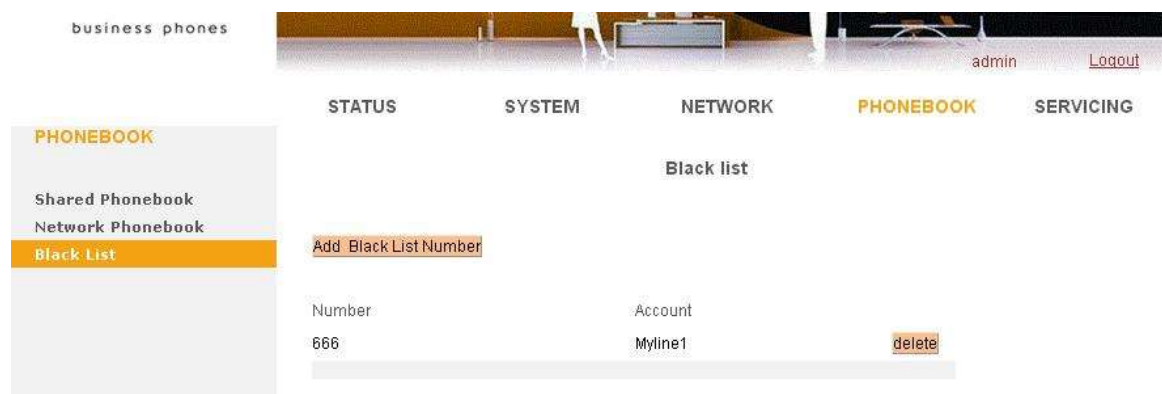 business phones
admin Logout
STATUS SYSTEM NETWORK PHONEBOOK SERVICING
PHONEBOOK
Black list
Shared Phonebook
Network Phonebook
Black List
Add Black List Number
Number Account
666 Myline1 delete